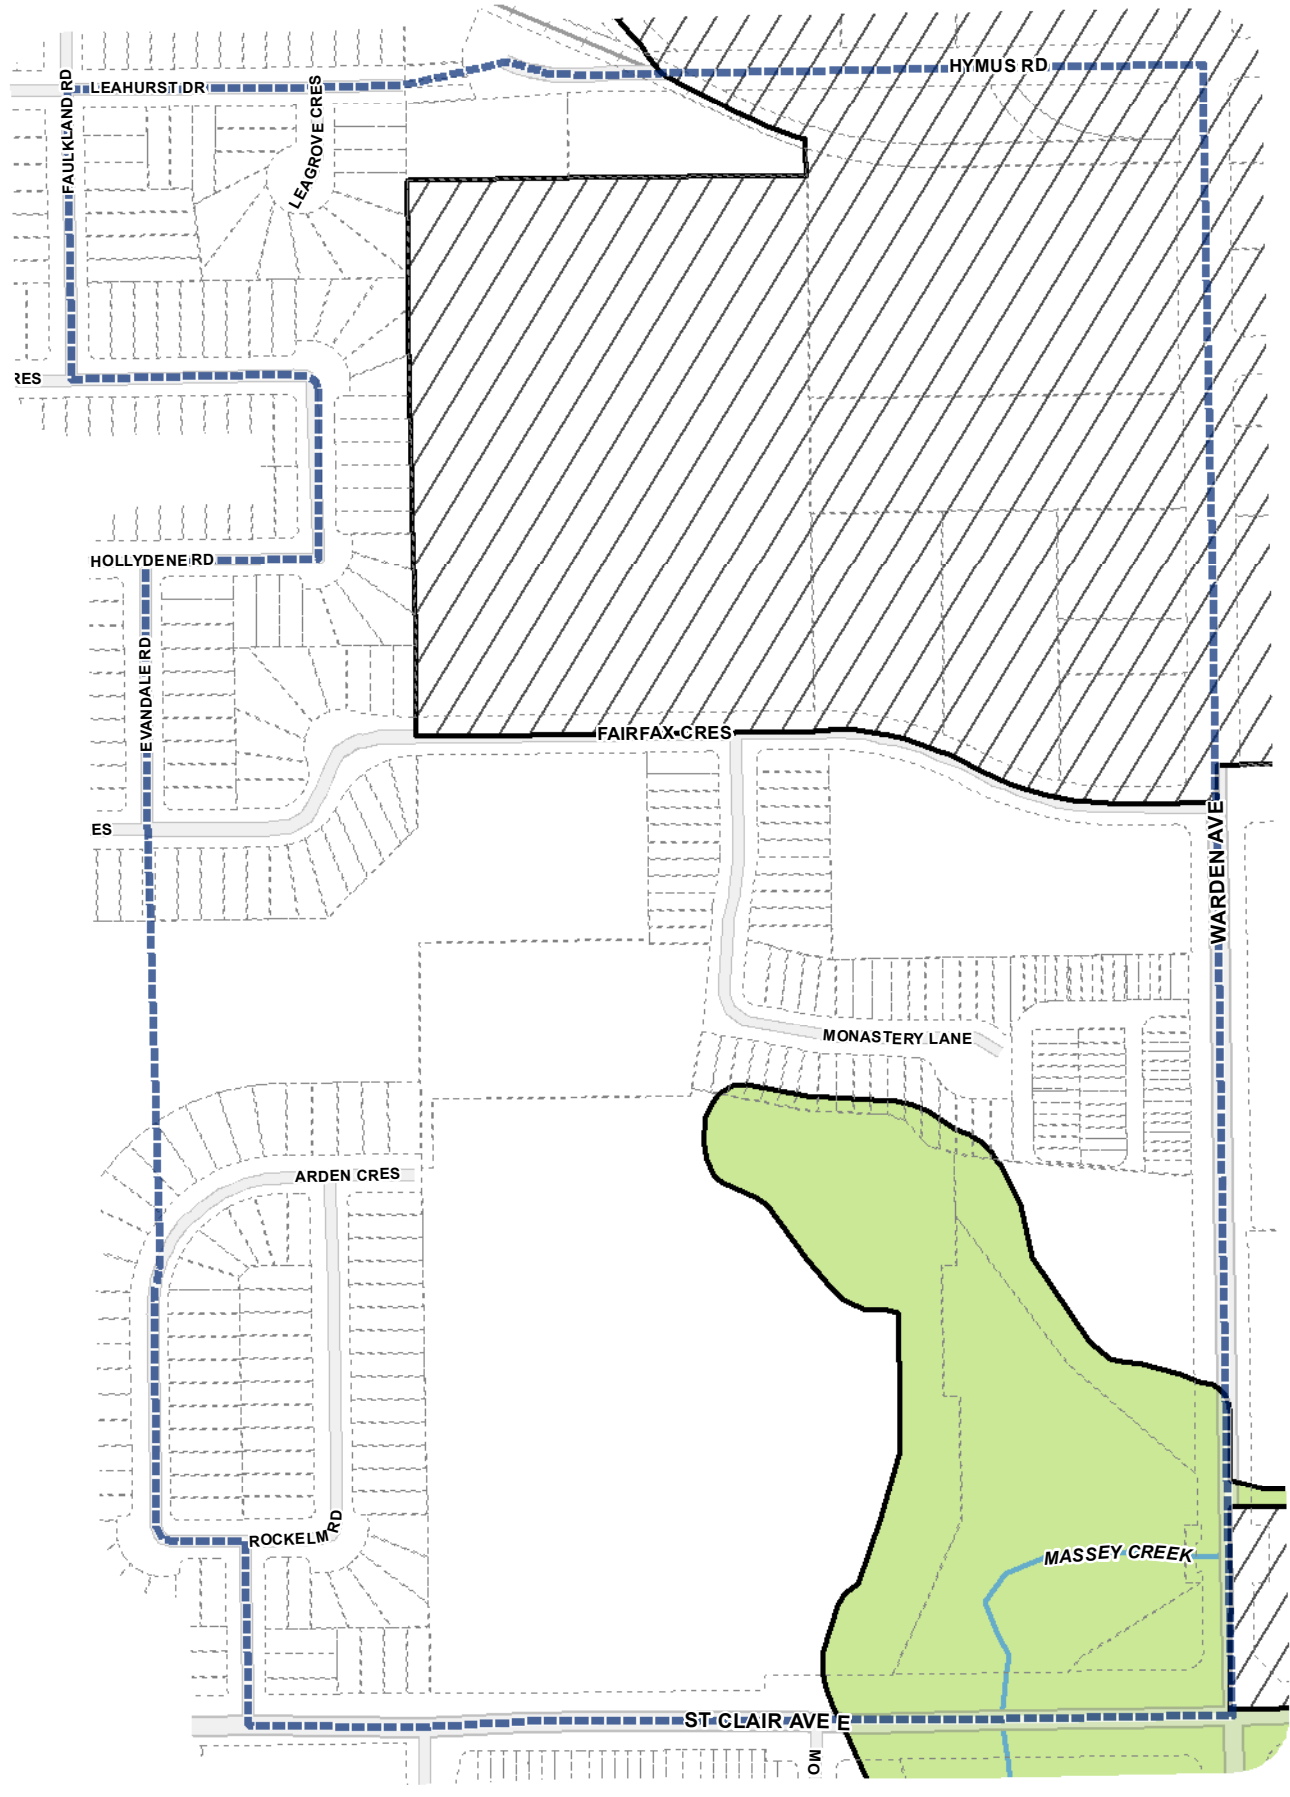 HYMUS RD
LEAHURST DR
FAULKLAND RD
LEAGROVE CRES
RES
HOLLYDENE RD
EVANDALE RD
FAIRFAX CRES
ES
WARDEN AVE
MONASTERY LANE
ARDEN CRES
ROCKELM RD
MASSEY CREEK
ST CLAIR AVE E
MO